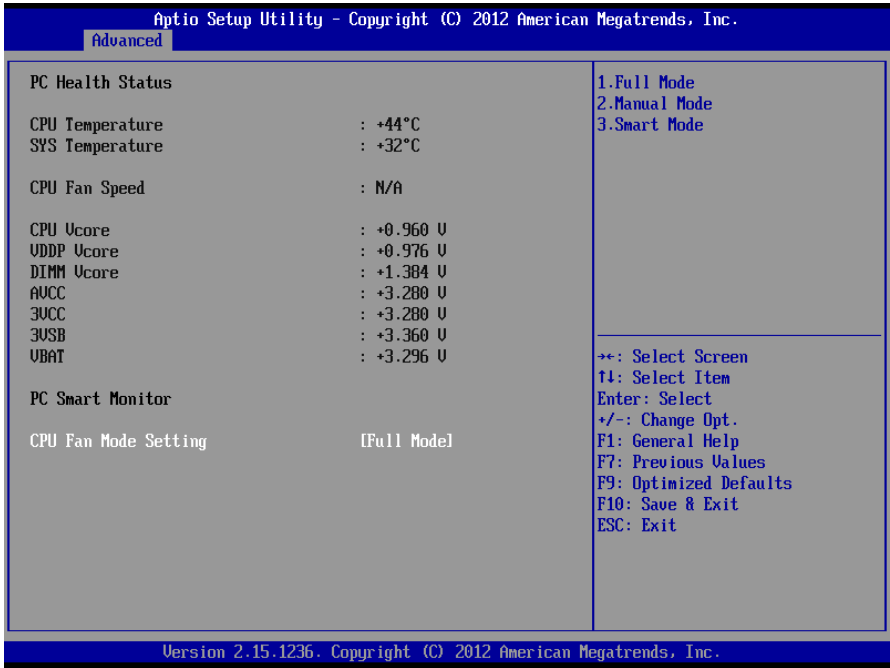 Aptio Setup Utility - Copyright (C) 2012 American Megatrends, Inc.
Advanced
PC Health Status
CPU Temperature : +44°C
SYS Temperature : +32°C
CPU Fan Speed : N/A
CPU Vcore : +0.960 V
VDDP Vcore : +0.976 V
DIMM Vcore : +1.384 V
AVCC : +3.280 V
3VCC : +3.280 V
3VSB : +3.360 V
VBAT : +3.296 V
PC Smart Monitor
CPU Fan Mode Setting [Full Mode]
1.Full Mode
2.Manual Mode
3.Smart Mode
→←: Select Screen
↑↓: Select Item
Enter: Select
+/-: Change Opt.
F1: General Help
F7: Previous Values
F9: Optimized Defaults
F10: Save & Exit
ESC: Exit
Version 2.15.1236. Copyright (C) 2012 American Megatrends, Inc.